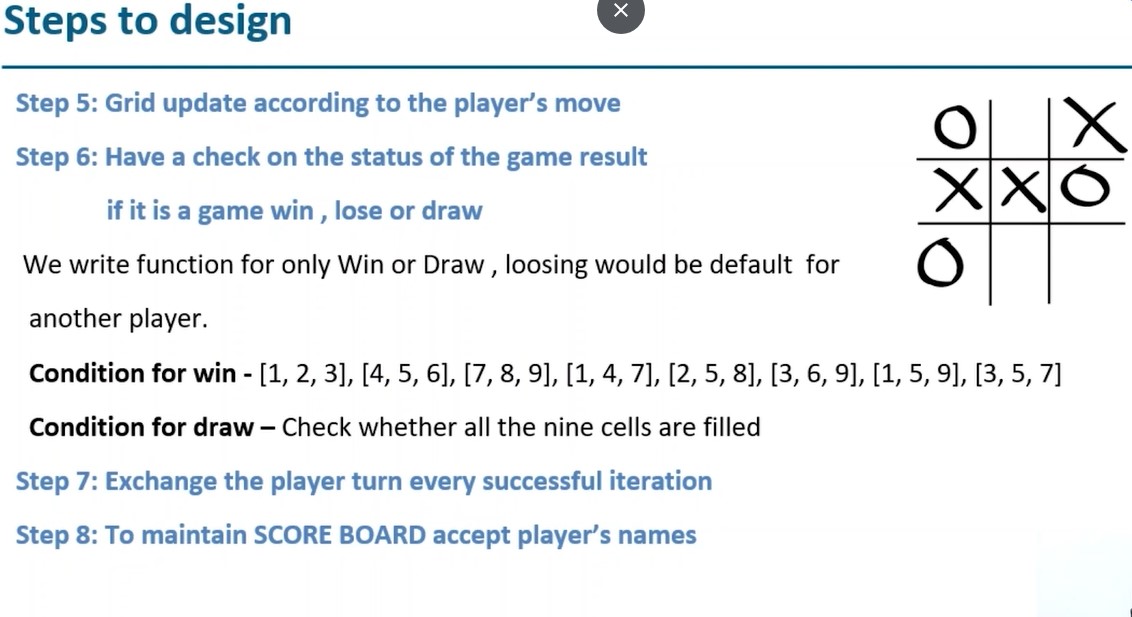 Steps to design
Step 5: Grid update according to the player's move
Step 6: Have a check on the status of the game result
if it is a game win , lose or draw
We write function for only Win or Draw , loosing would be default for
another player.
Condition for win - [1, 2, 3], [4, 5, 6], [7, 8, 9], [1, 4, 7], [2, 5, 8], [3, 6, 9], [1, 5, 9], [3, 5, 7]
Condition for draw – Check whether all the nine cells are filled
Step 7: Exchange the player turn every successful iteration
Step 8: To maintain SCORE BOARD accept player's names
O X
X X O
O